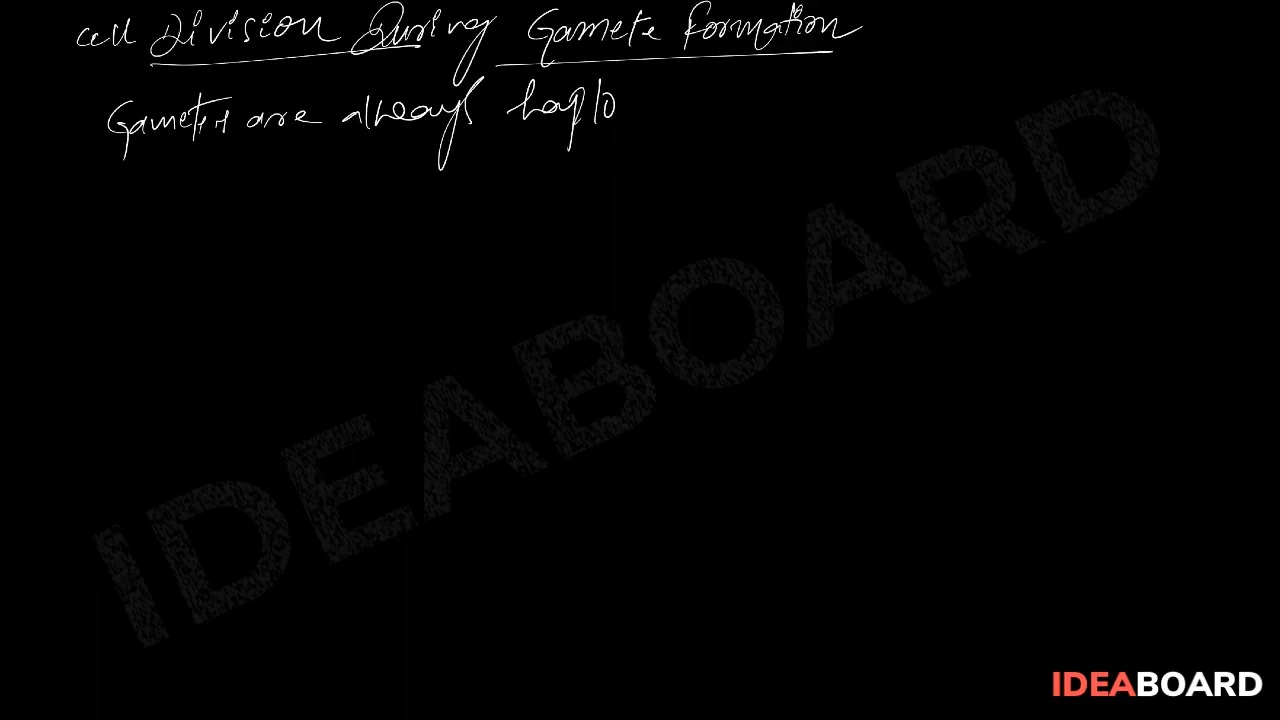 cell Division During Gamete formation
Gametes are always haplo
IDEABOARD
IDEABOARD